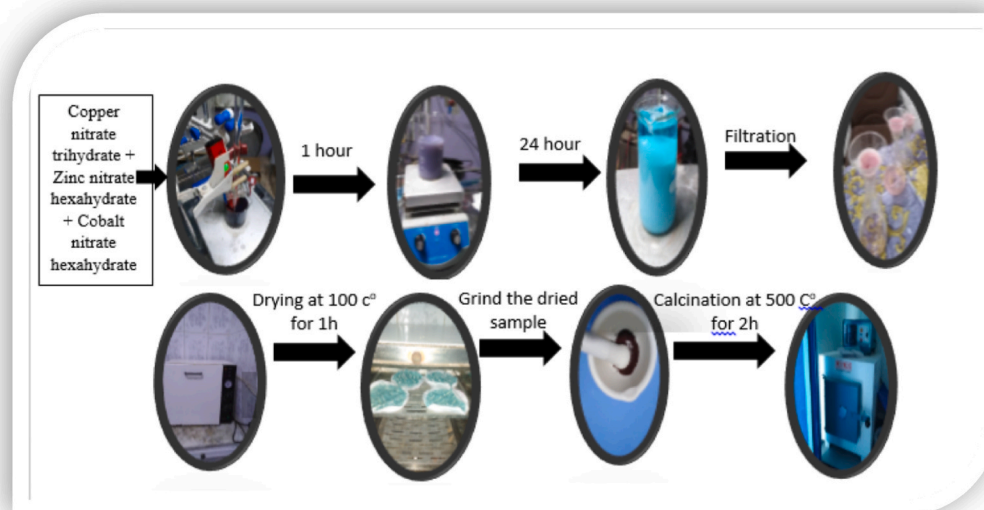 Copper
nitrate
trihydrate +
Zinc nitrate
hexahydrate
+ Cobalt
nitrate
hexahydrate
1 hour
24 hour
Filtration
Drying at 100 c°
for 1h
Grind the dried
sample
Calcination at 500 C°
for 2h